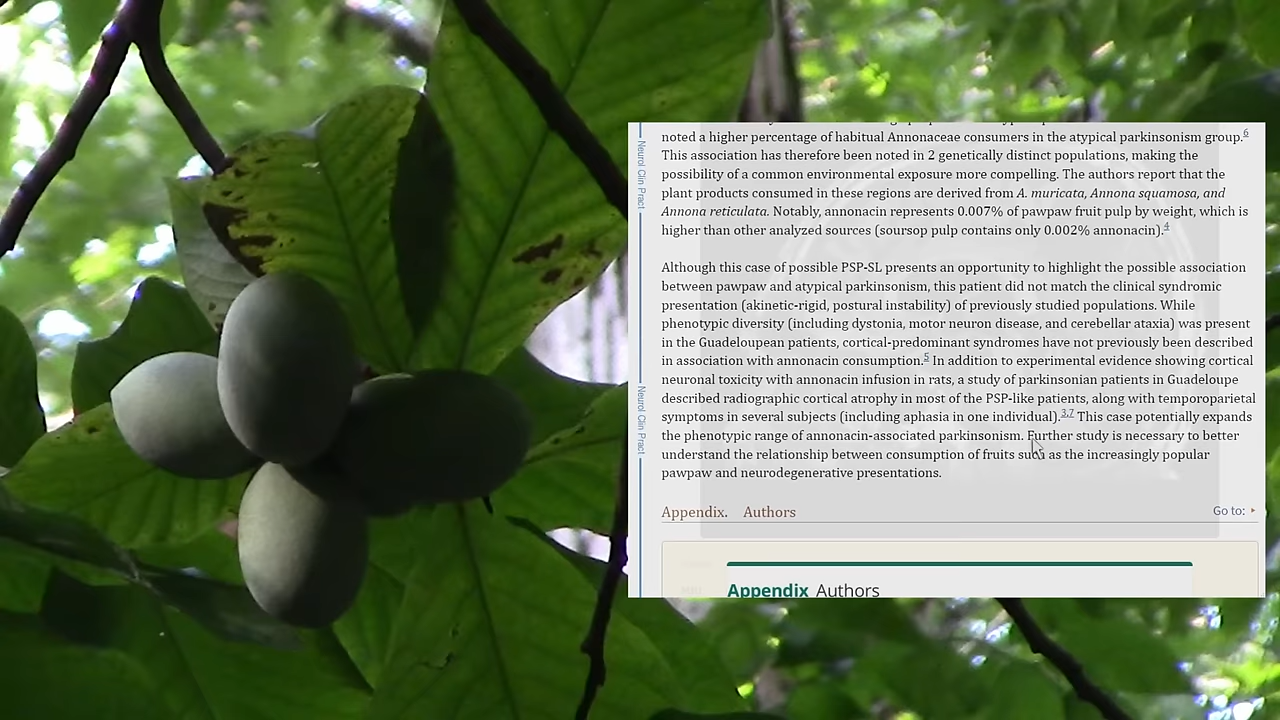 noted a higher percentage of habitual Annonaceae consumers in the atypical parkinsonism group.6
This association has therefore been noted in 2 genetically distinct populations, making the
possibility of a common environmental exposure more compelling. The authors report that the
plant products consumed in these regions are derived from A. muricata, Annona squamosa, and
Annona reticulata. Notably, annonacin represents 0.007% of pawpaw fruit pulp by weight, which is
higher than other analyzed sources (soursop pulp contains only 0.002% annonacin).4
Although this case of possible PSP-SL presents an opportunity to highlight the possible association
between pawpaw and atypical parkinsonism, this patient did not match the clinical syndromic
presentation (akinetic-rigid, postural instability) of previously studied populations. While
phenotypic diversity (including dystonia, motor neuron disease, and cerebellar ataxia) was present
in the Guadeloupean patients, cortical-predominant syndromes have not previously been described
in association with annonacin consumption.5 In addition to experimental evidence showing cortical
neuronal toxicity with annonacin infusion in rats, a study of parkinsonian patients in Guadeloupe
described radiographic cortical atrophy in most of the PSP-like patients, along with temporoparietal
symptoms in several subjects (including aphasia in one individual).3,7 This case potentially expands
the phenotypic range of annonacin-associated parkinsonism. Further study is necessary to better
understand the relationship between consumption of fruits such as the increasingly popular
pawpaw and neurodegenerative presentations.
Appendix. Authors
Go to:
Appendix Authors
Neurol Clin Pract
Neurol Clin Pract